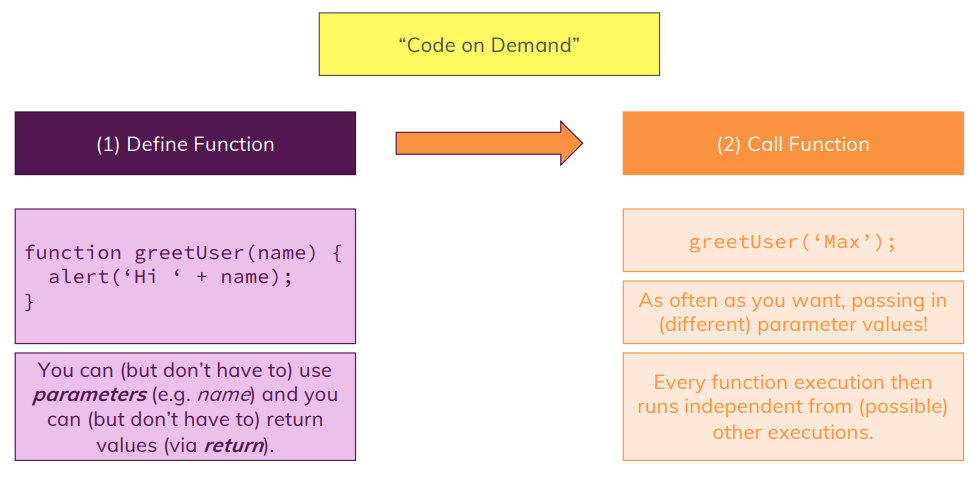 “Code on Demand”
(1) Define Function
(2) Call Function
function greetUser(name) {
  alert(‘Hi ‘ + name);
}
You can (but don’t have to) use
parameters (e.g. name) and you
can (but don’t have to) return
values (via return).
greetUser(‘Max’);
As often as you want, passing in
(different) parameter values!
Every function execution then
runs independent from (possible)
other executions.